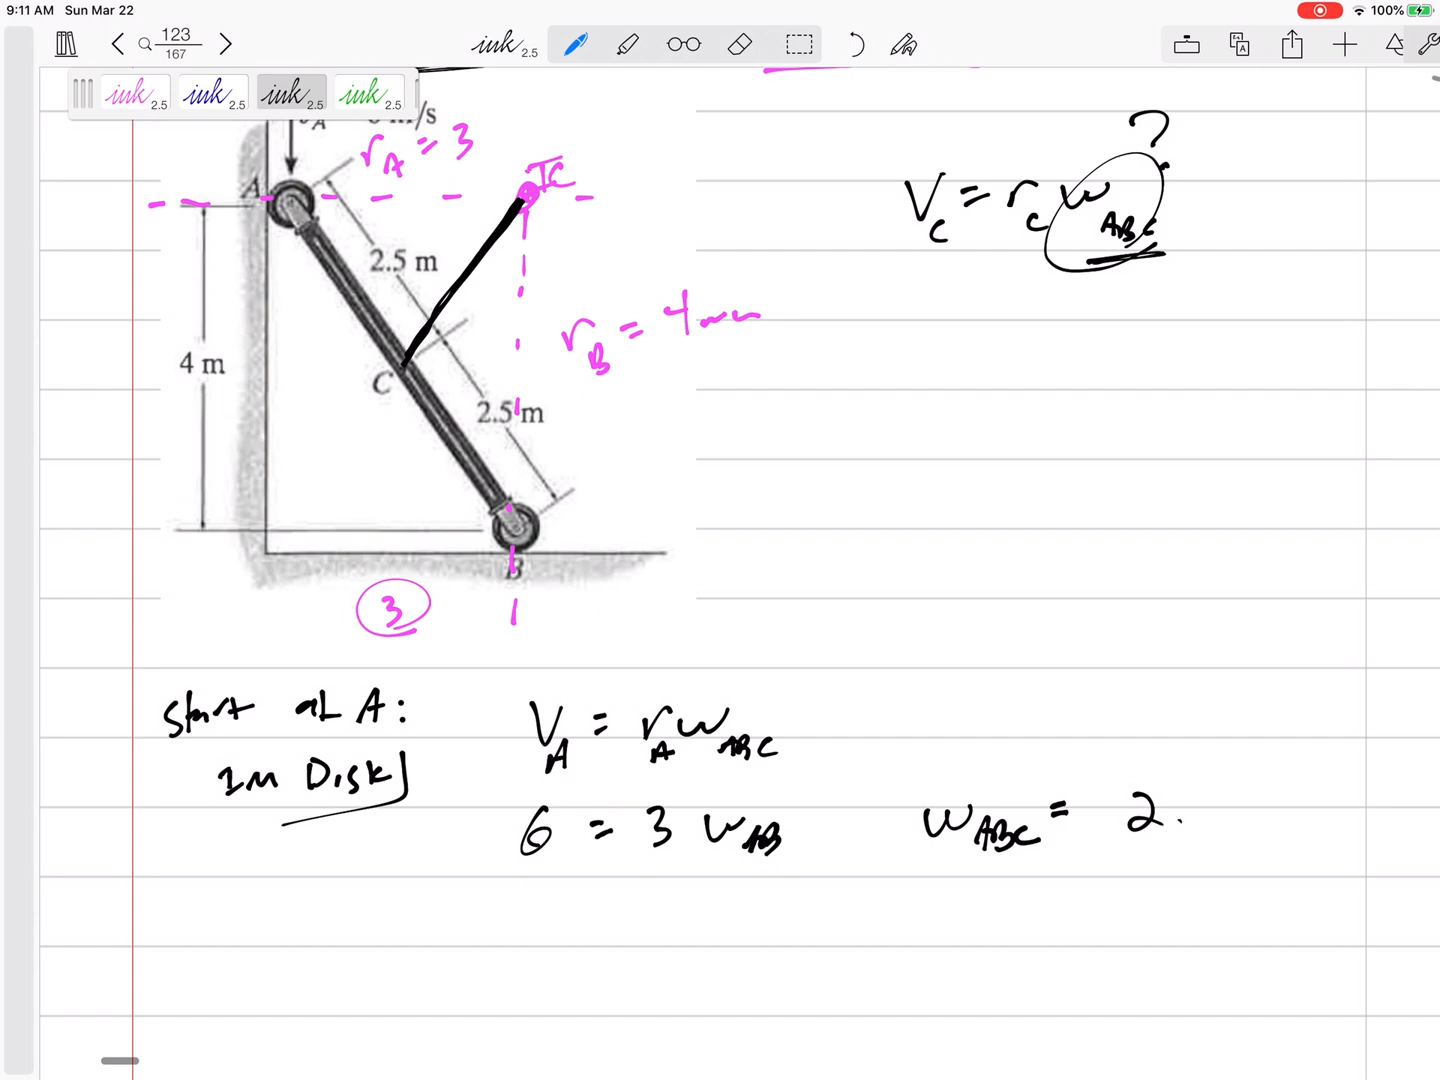 9:11 AM Sun Mar 22
100%
123
167
ink 2.5
ink 2.5
ink 2.5
ink 2.5
ink 2.5
A
m/s
r_A = 3
IC
A
2.5 m
4 m
r_B = 4
C
2.5 m
B
3
?
V_C = r_C ω_ABC
Start at A:
IM Disk
V_A = r_A ω_ABC
6 = 3 ω_AB
ω_ABC = 2.